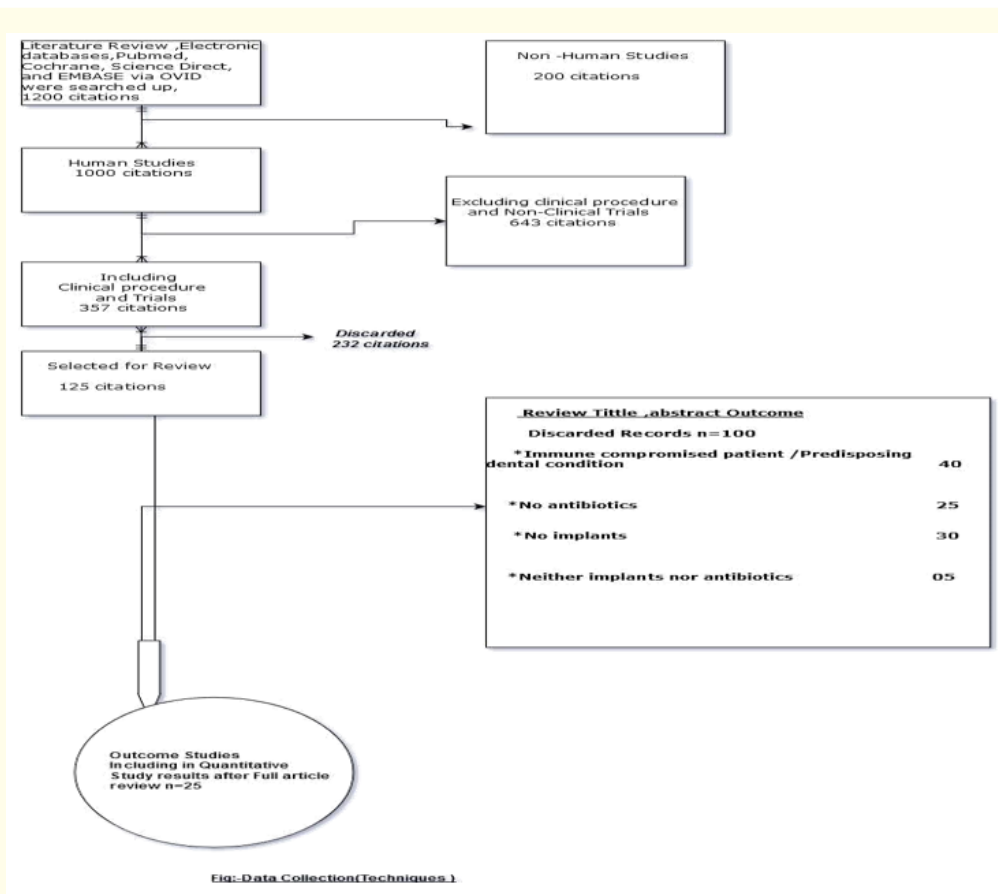 Literature Review ,Electronic
databases,Pubmed,
Cochrane, Science Direct,
and EMBASE via OVID
were searched up,
1200 citations
Non -Human Studies
200 citations
Human Studies
1000 citations
Excluding clinical procedure
and Non-Clinical Trials
643 citations
Including
Clinical procedure
and Trials
357 citations
Discarded
232 citations
Selected for Review
125 citations
Review Tittle ,abstract Outcome
Discarded Records n=100
*Immune compromised patient /Predisposing
dental condition 40
*No antibiotics 25
*No implants 30
*Neither implants nor antibiotics 05
Outcome Studies
Including in Quantitative
Study results after Full article
review n=25
Fig:-Data Collection(Techniques )